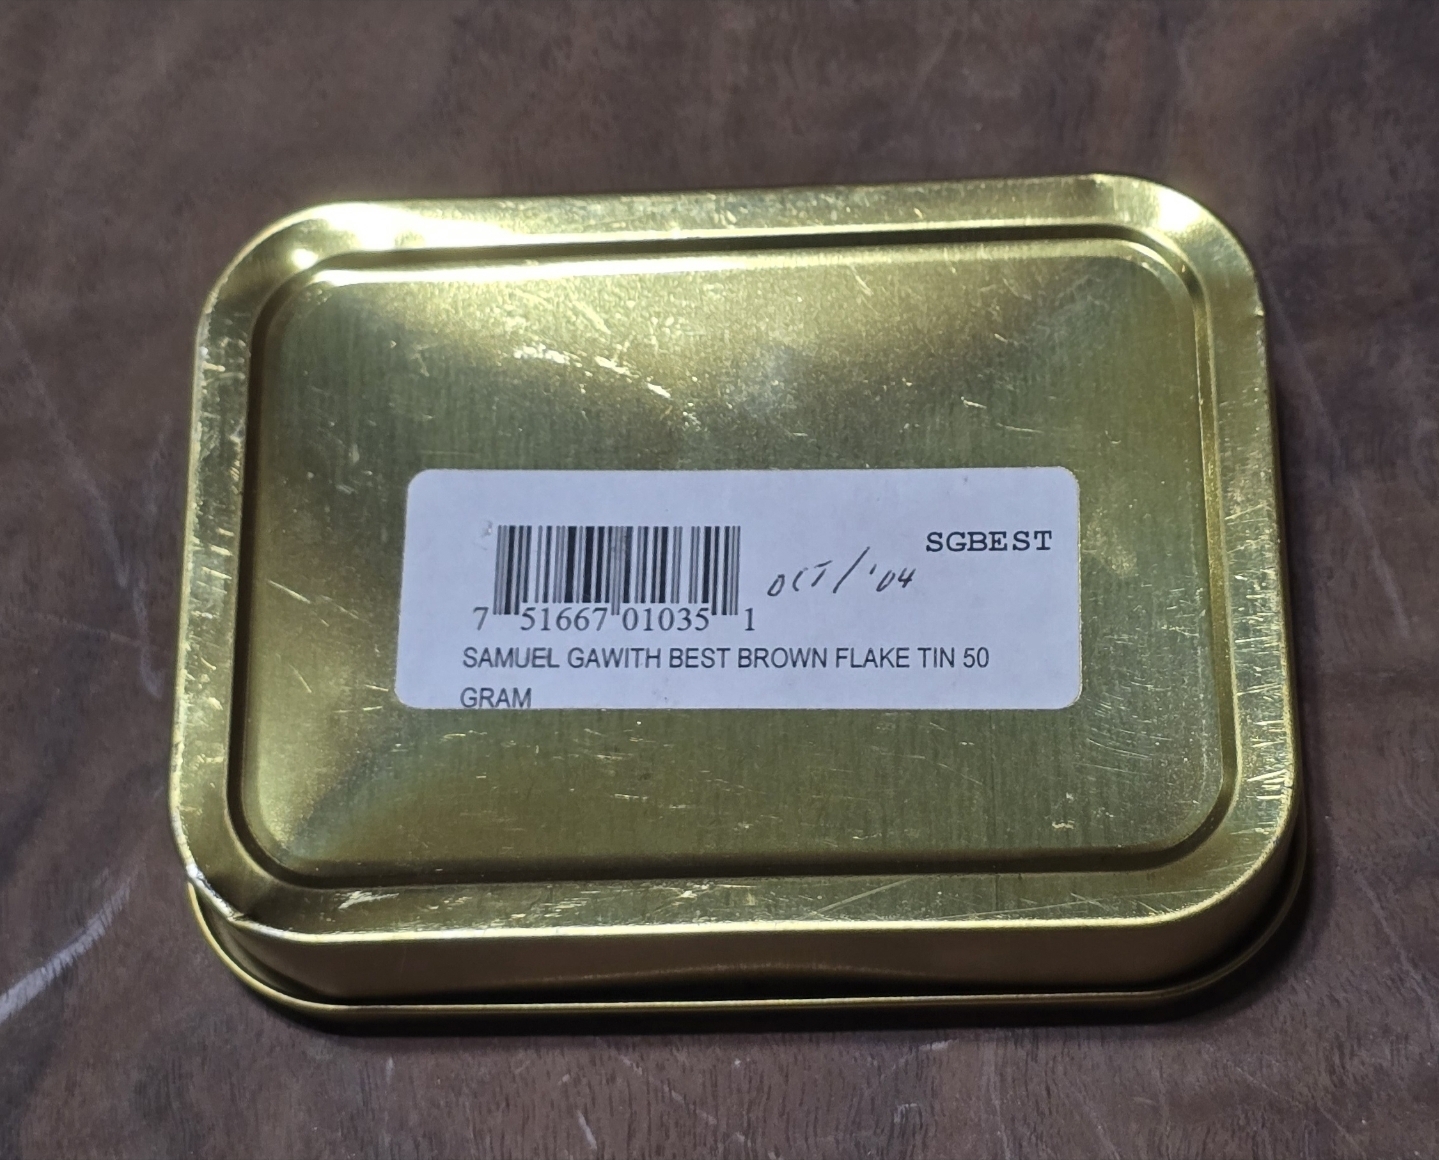 SGBEST
OCT/'04
7 51667 01035 1
SAMUEL GAWITH BEST BROWN FLAKE TIN 50
GRAM